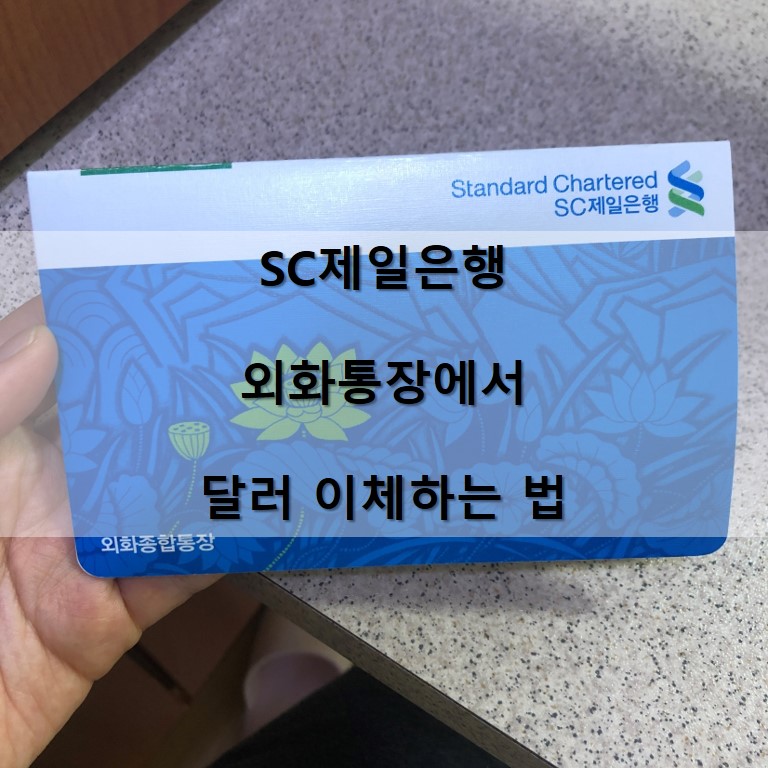 Standard Chartered
SC제일은행
SC제일은행
외화통장에서
달러 이체하는 법
외화종합통장